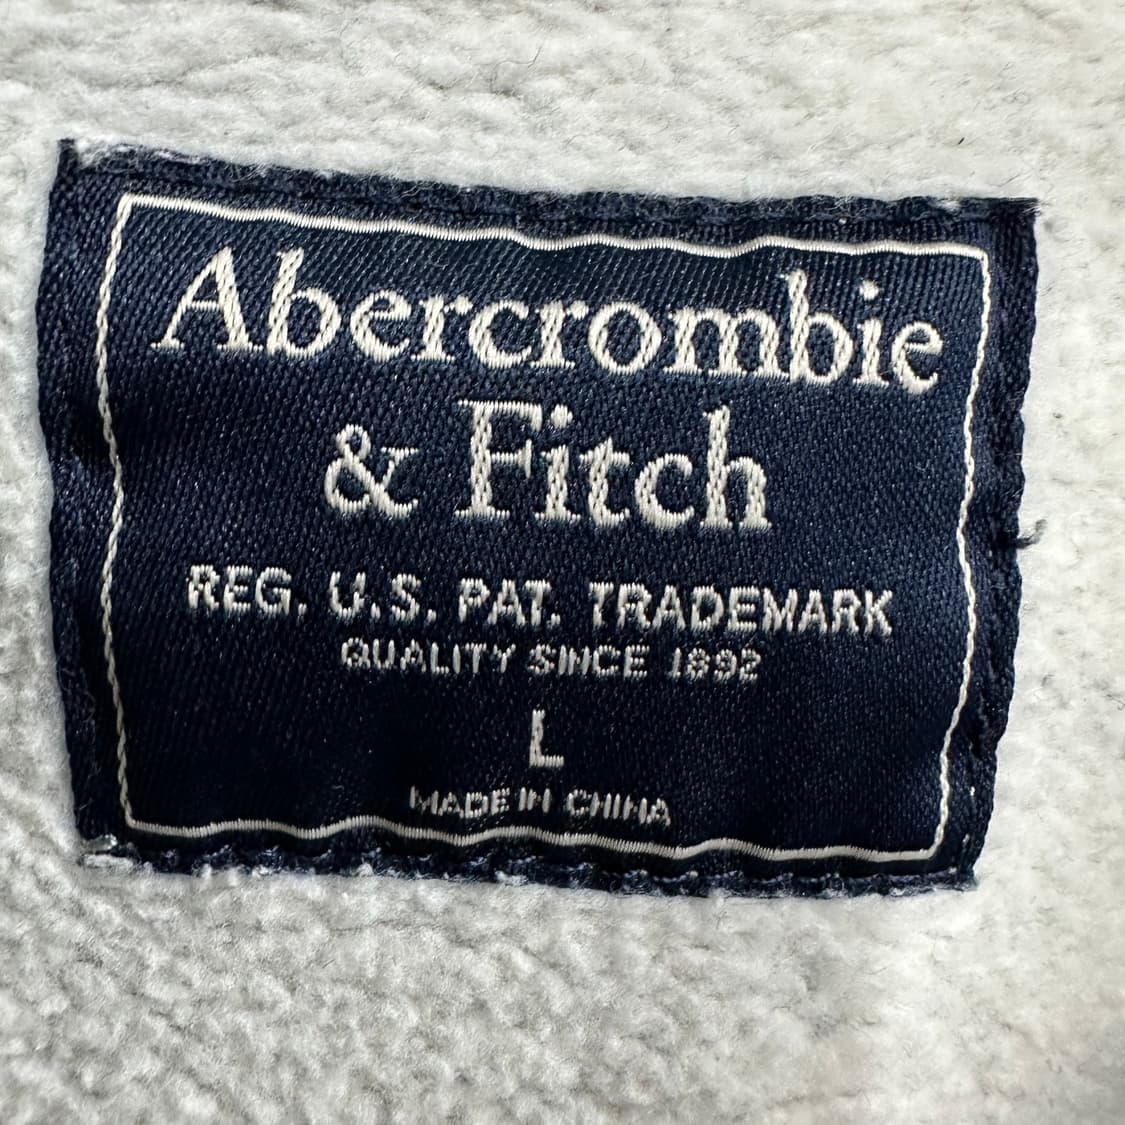 Abercrombie
& Fitch
REG. U.S. PAT. TRADEMARK
QUALITY SINCE 1892
L
MADE IN CHINA